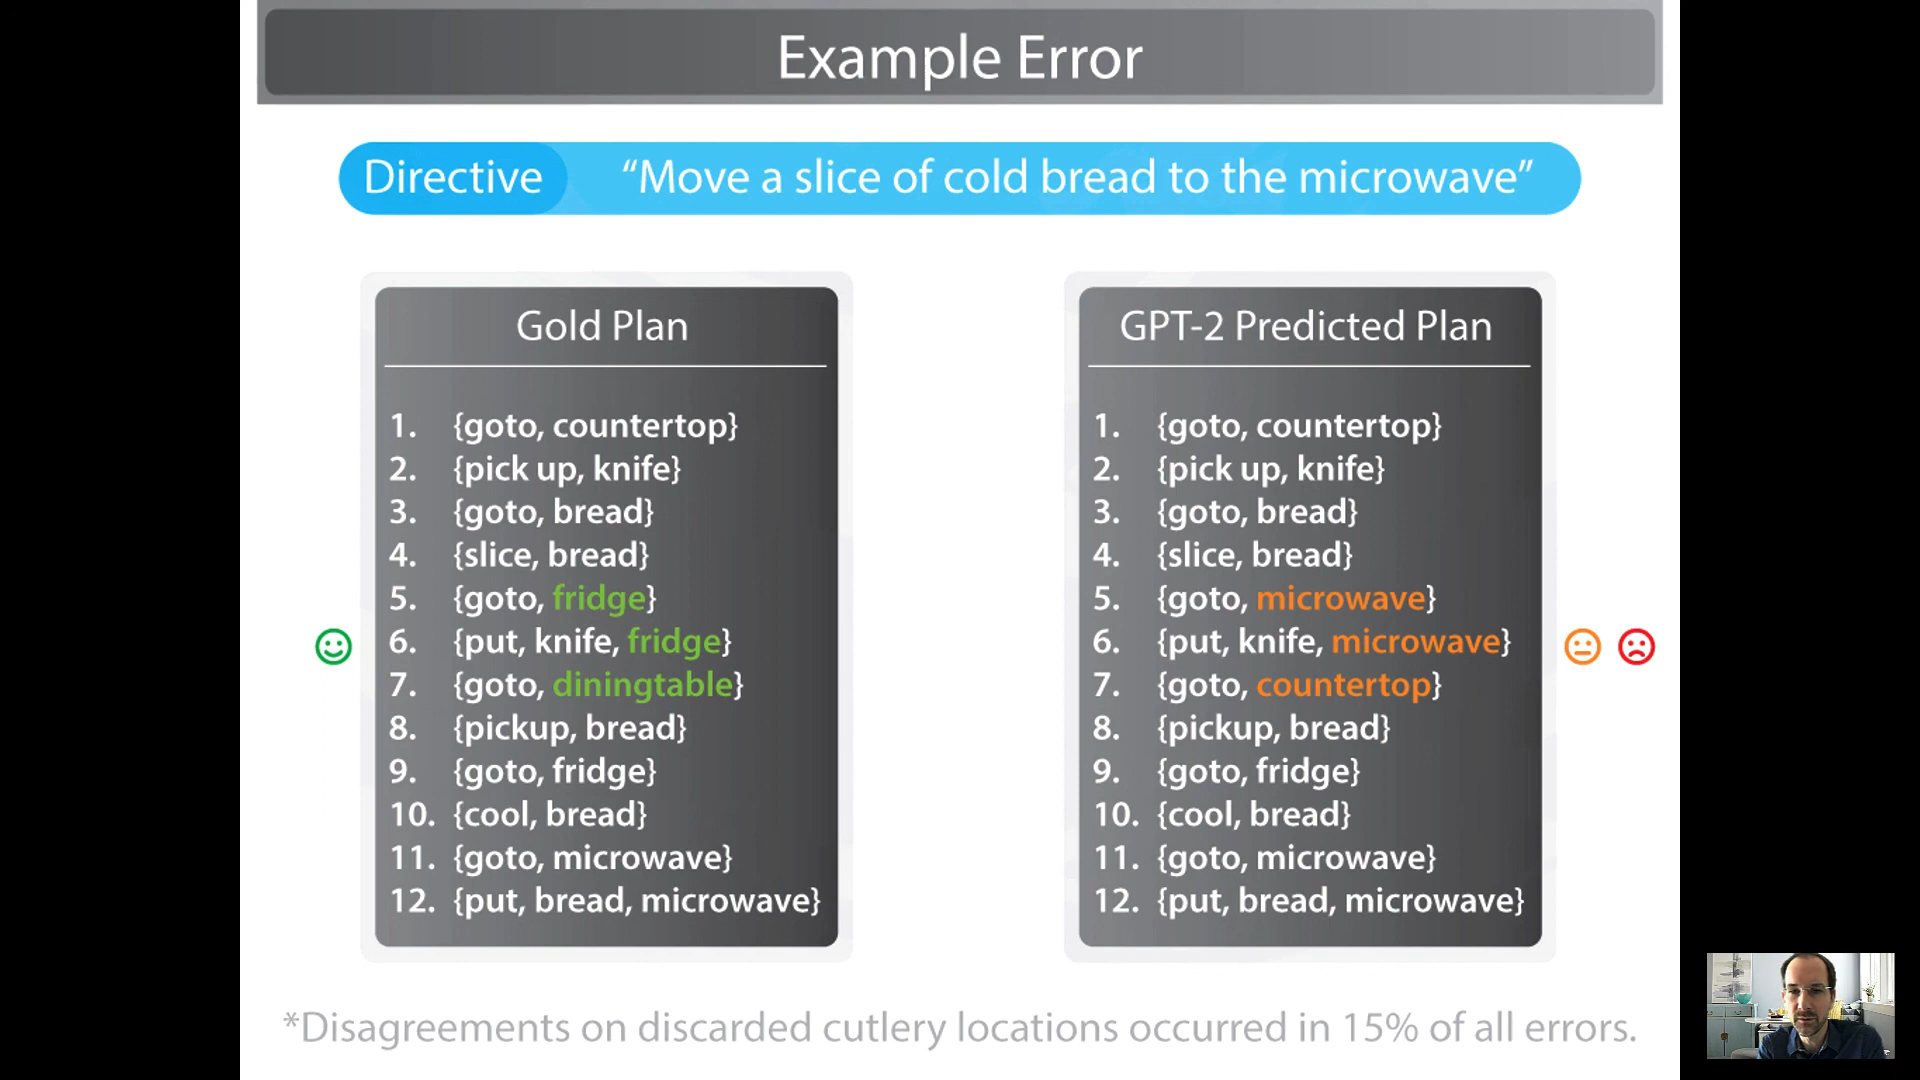 Example Error
Directive “Move a slice of cold bread to the microwave”
Gold Plan
1. {goto, countertop}
2. {pick up, knife}
3. {goto, bread}
4. {slice, bread}
5. {goto, fridge}
6. {put, knife, fridge}
7. {goto, diningtable}
8. {pickup, bread}
9. {goto, fridge}
10. {cool, bread}
11. {goto, microwave}
12. {put, bread, microwave}
GPT-2 Predicted Plan
1. {goto, countertop}
2. {pick up, knife}
3. {goto, bread}
4. {slice, bread}
5. {goto, microwave}
6. {put, knife, microwave}
7. {goto, countertop}
8. {pickup, bread}
9. {goto, fridge}
10. {cool, bread}
11. {goto, microwave}
12. {put, bread, microwave}
*Disagreements on discarded cutlery locations occurred in 15% of all errors.